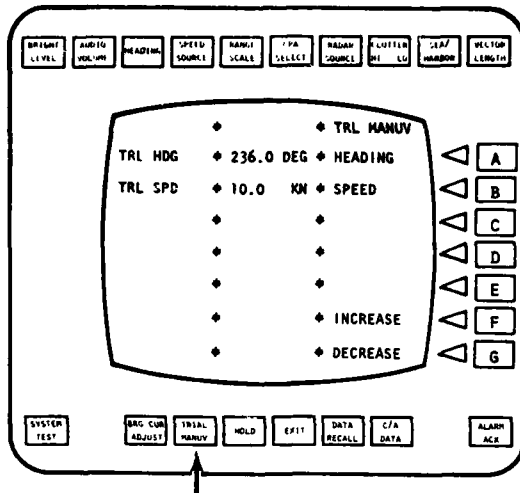 BRIGHT LEVEL
AUDIO VOLUME
HEADING
SPEED SOURCE
RANGE SCALE
CPA SELECT
RADAR SOURCE
CLUTTER HI LO
SEA/ HARBOR
VECTOR LENGTH
TRL MANUV
TRL HDG 236.0 DEG HEADING A
TRL SPD 10.0 KN SPEED B
C
D
E
INCREASE F
DECREASE G
SYSTEM TEST
BRG CUR ADJUST
TRIAL MANUV
HOLD
EXIT
DATA RECALL
C/A DATA
ALARM ACK